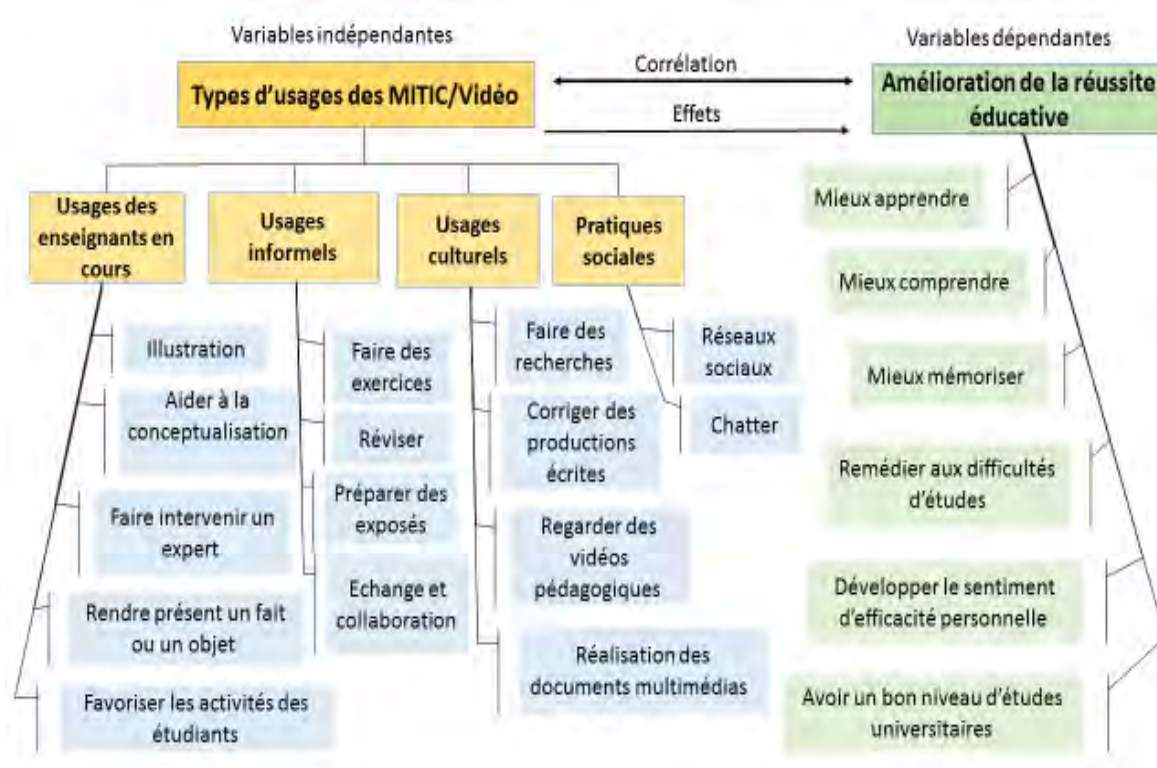 Variables indépendantes
Variables dépendantes
Types d'usages des MITIC/Vidéo
Corrélation
Effets
Amélioration de la réussite
éducative
Usages des
enseignants en
cours
Usages
informels
Usages
culturels
Pratiques
sociales
Illustration
Aider à la
conceptualisation
Faire intervenir un
expert
Rendre présent un fait
ou un objet
Favoriser les activités des
étudiants
Faire des
exercices
Réviser
Préparer des
exposés
Echange et
collaboration
Faire des
recherches
Corriger des
productions
écrites
Regarder des
vidéos
pédagogiques
Réalisation des
documents multimédias
Réseaux
sociaux
Chatter
Mieux apprendre
Mieux comprendre
Mieux mémoriser
Remédier aux difficultés
d'études
Développer le sentiment
d'efficacité personnelle
Avoir un bon niveau d'études
universitaires